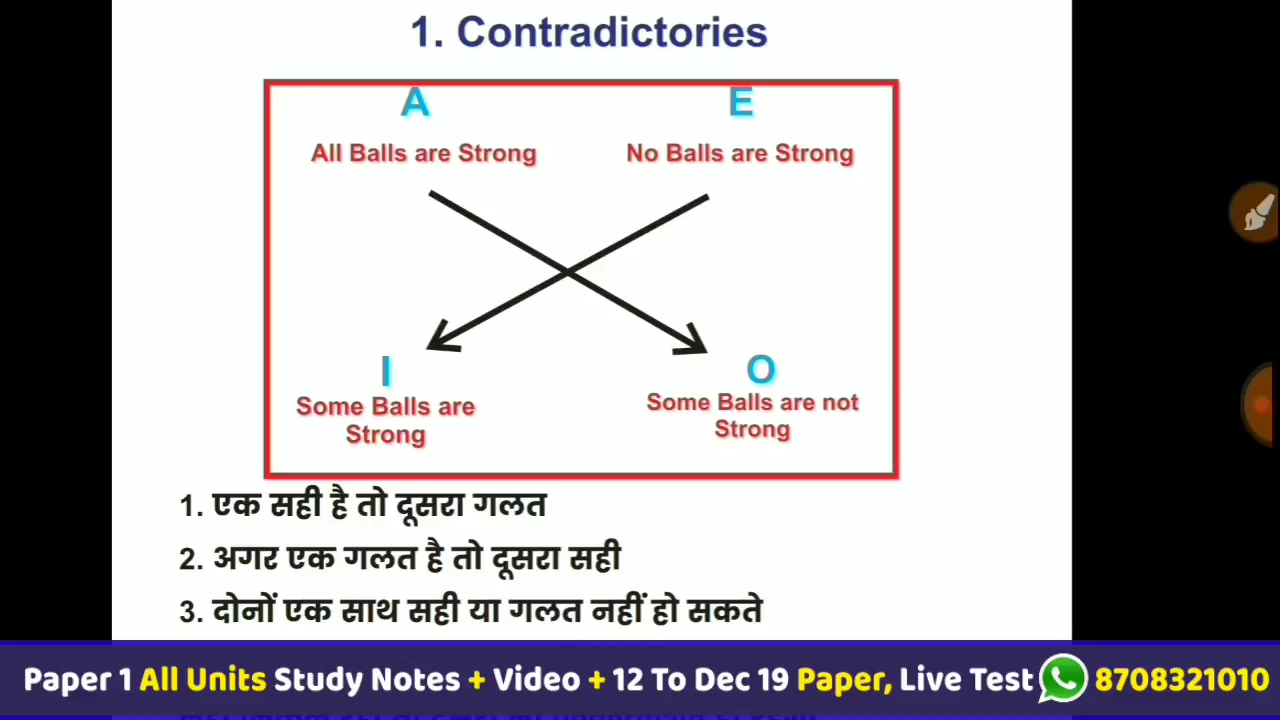 1. Contradictories
A E
All Balls are Strong No Balls are Strong
I O
Some Balls are Some Balls are not
Strong Strong
1. एक सही है तो दूसरा गलत
2. अगर एक गलत है तो दूसरा सही
3. दोनों एक साथ सही या गलत नहीं हो सकते
Paper 1 All Units Study Notes + Video + 12 To Dec 19 Paper, Live Test 8708321010